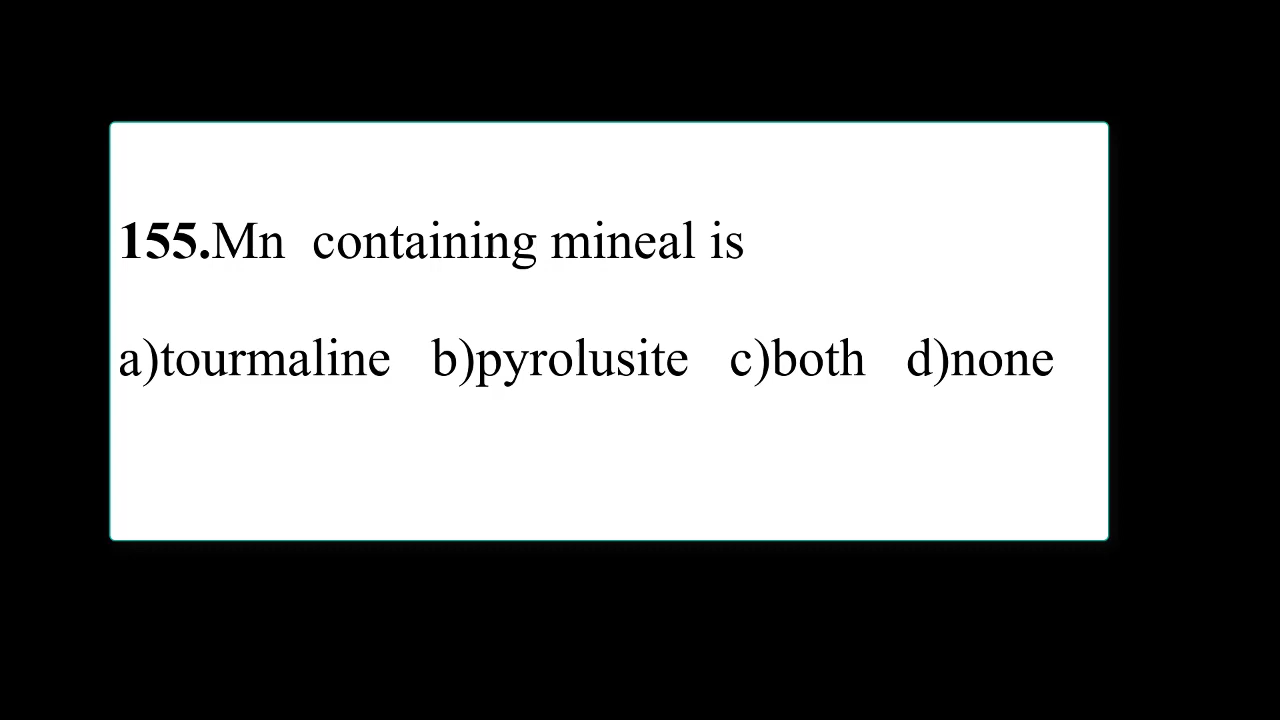 155.Mn  containing mineal is
a)tourmaline   b)pyrolusite   c)both   d)none